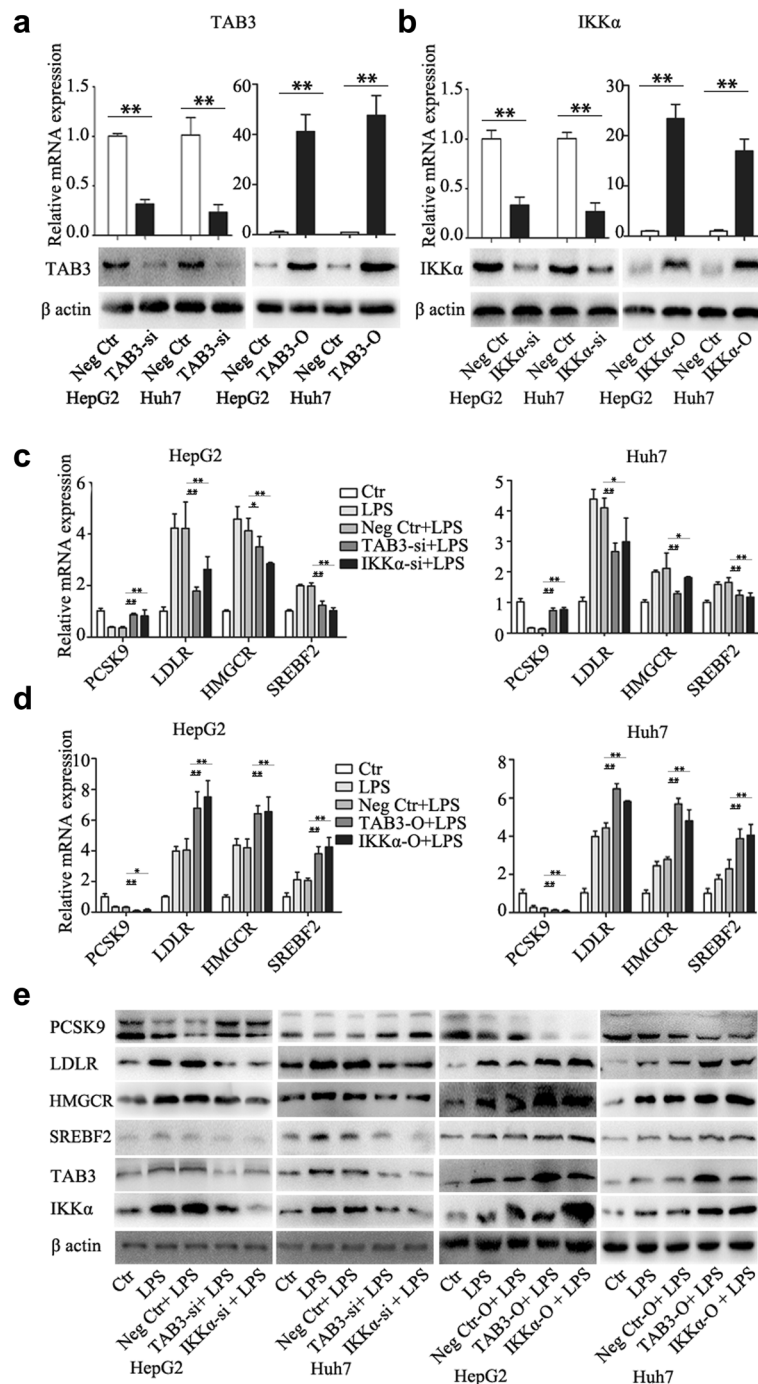 a
TAB3
Relative mRNA expression
1.5
1.0
0.5
0.0
**
**
60
40
20
0
**
**
TAB3
β actin
Neg Ctr
TAB3-si
Neg Ctr
TAB3-si
Neg Ctr
TAB3-O
Neg Ctr
TAB3-O
HepG2 Huh7 HepG2 Huh7
b
IKKα
Relative mRNA expression
1.5
1.0
0.5
0.0
**
**
30
20
10
0
**
**
IKKα
β actin
Neg Ctr
IKKα-si
Neg Ctr
IKKα-si
Neg Ctr
IKKα-O
Neg Ctr
IKKα-O
HepG2 Huh7 HepG2 Huh7
c
HepG2
Relative mRNA expression
6
4
2
0
** **
** *
** **
** **
PCSK9
LDLR
HMGCR
SREBF2
Ctr
LPS
Neg Ctr+LPS
TAB3-si+LPS
IKKα-si+LPS
Huh7
5
4
3
2
1
0
** **
* **
* **
** **
PCSK9
LDLR
HMGCR
SREBF2
d
HepG2
Relative mRNA expression
10
8
6
4
2
0
* **
** **
** **
** **
PCSK9
LDLR
HMGCR
SREBF2
Ctr
LPS
Neg Ctr+LPS
TAB3-O+LPS
IKKα-O+LPS
Huh7
8
6
4
2
0
** **
** **
** **
** **
PCSK9
LDLR
HMGCR
SREBF2
e
PCSK9
LDLR
HMGCR
SREBF2
TAB3
IKKα
β actin
Ctr
LPS
Neg Ctr+ LPS
TAB3-si+ LPS
IKKα-si + LPS
HepG2
Ctr
LPS
Neg Ctr+ LPS
TAB3-si+ LPS
IKKα-si + LPS
Huh7
Ctr
LPS
Neg Ctr-O+ LPS
TAB3-O+ LPS
IKKα-O + LPS
HepG2
Ctr
LPS
Neg Ctr-O+ LPS
TAB3-O+ LPS
IKKα-O + LPS
Huh7